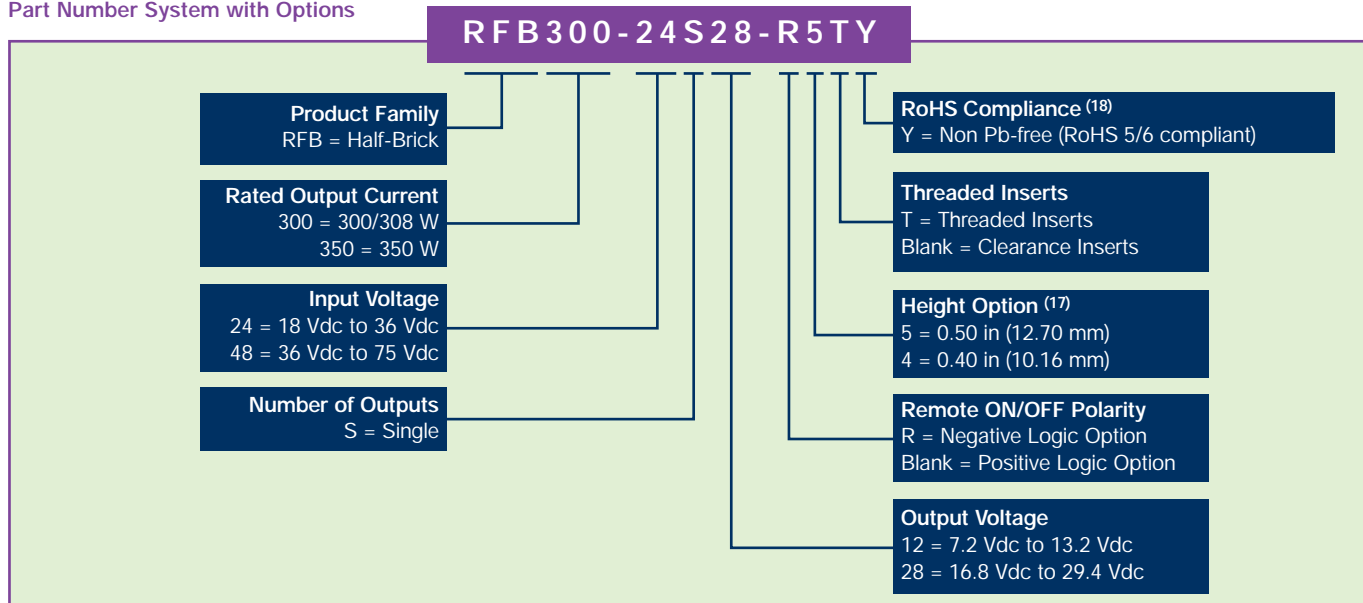 Part Number System with Options
RFB300-24S28-R5TY
Product Family
RFB = Half-Brick
Rated Output Current
300 = 300/308 W
350 = 350 W
Input Voltage
24 = 18 Vdc to 36 Vdc
48 = 36 Vdc to 75 Vdc
Number of Outputs
S = Single
RoHS Compliance (18)
Y = Non Pb-free (RoHS 5/6 compliant)
Threaded Inserts
T = Threaded Inserts
Blank = Clearance Inserts
Height Option (17)
5 = 0.50 in (12.70 mm)
4 = 0.40 in (10.16 mm)
Remote ON/OFF Polarity
R = Negative Logic Option
Blank = Positive Logic Option
Output Voltage
12 = 7.2 Vdc to 13.2 Vdc
28 = 16.8 Vdc to 29.4 Vdc